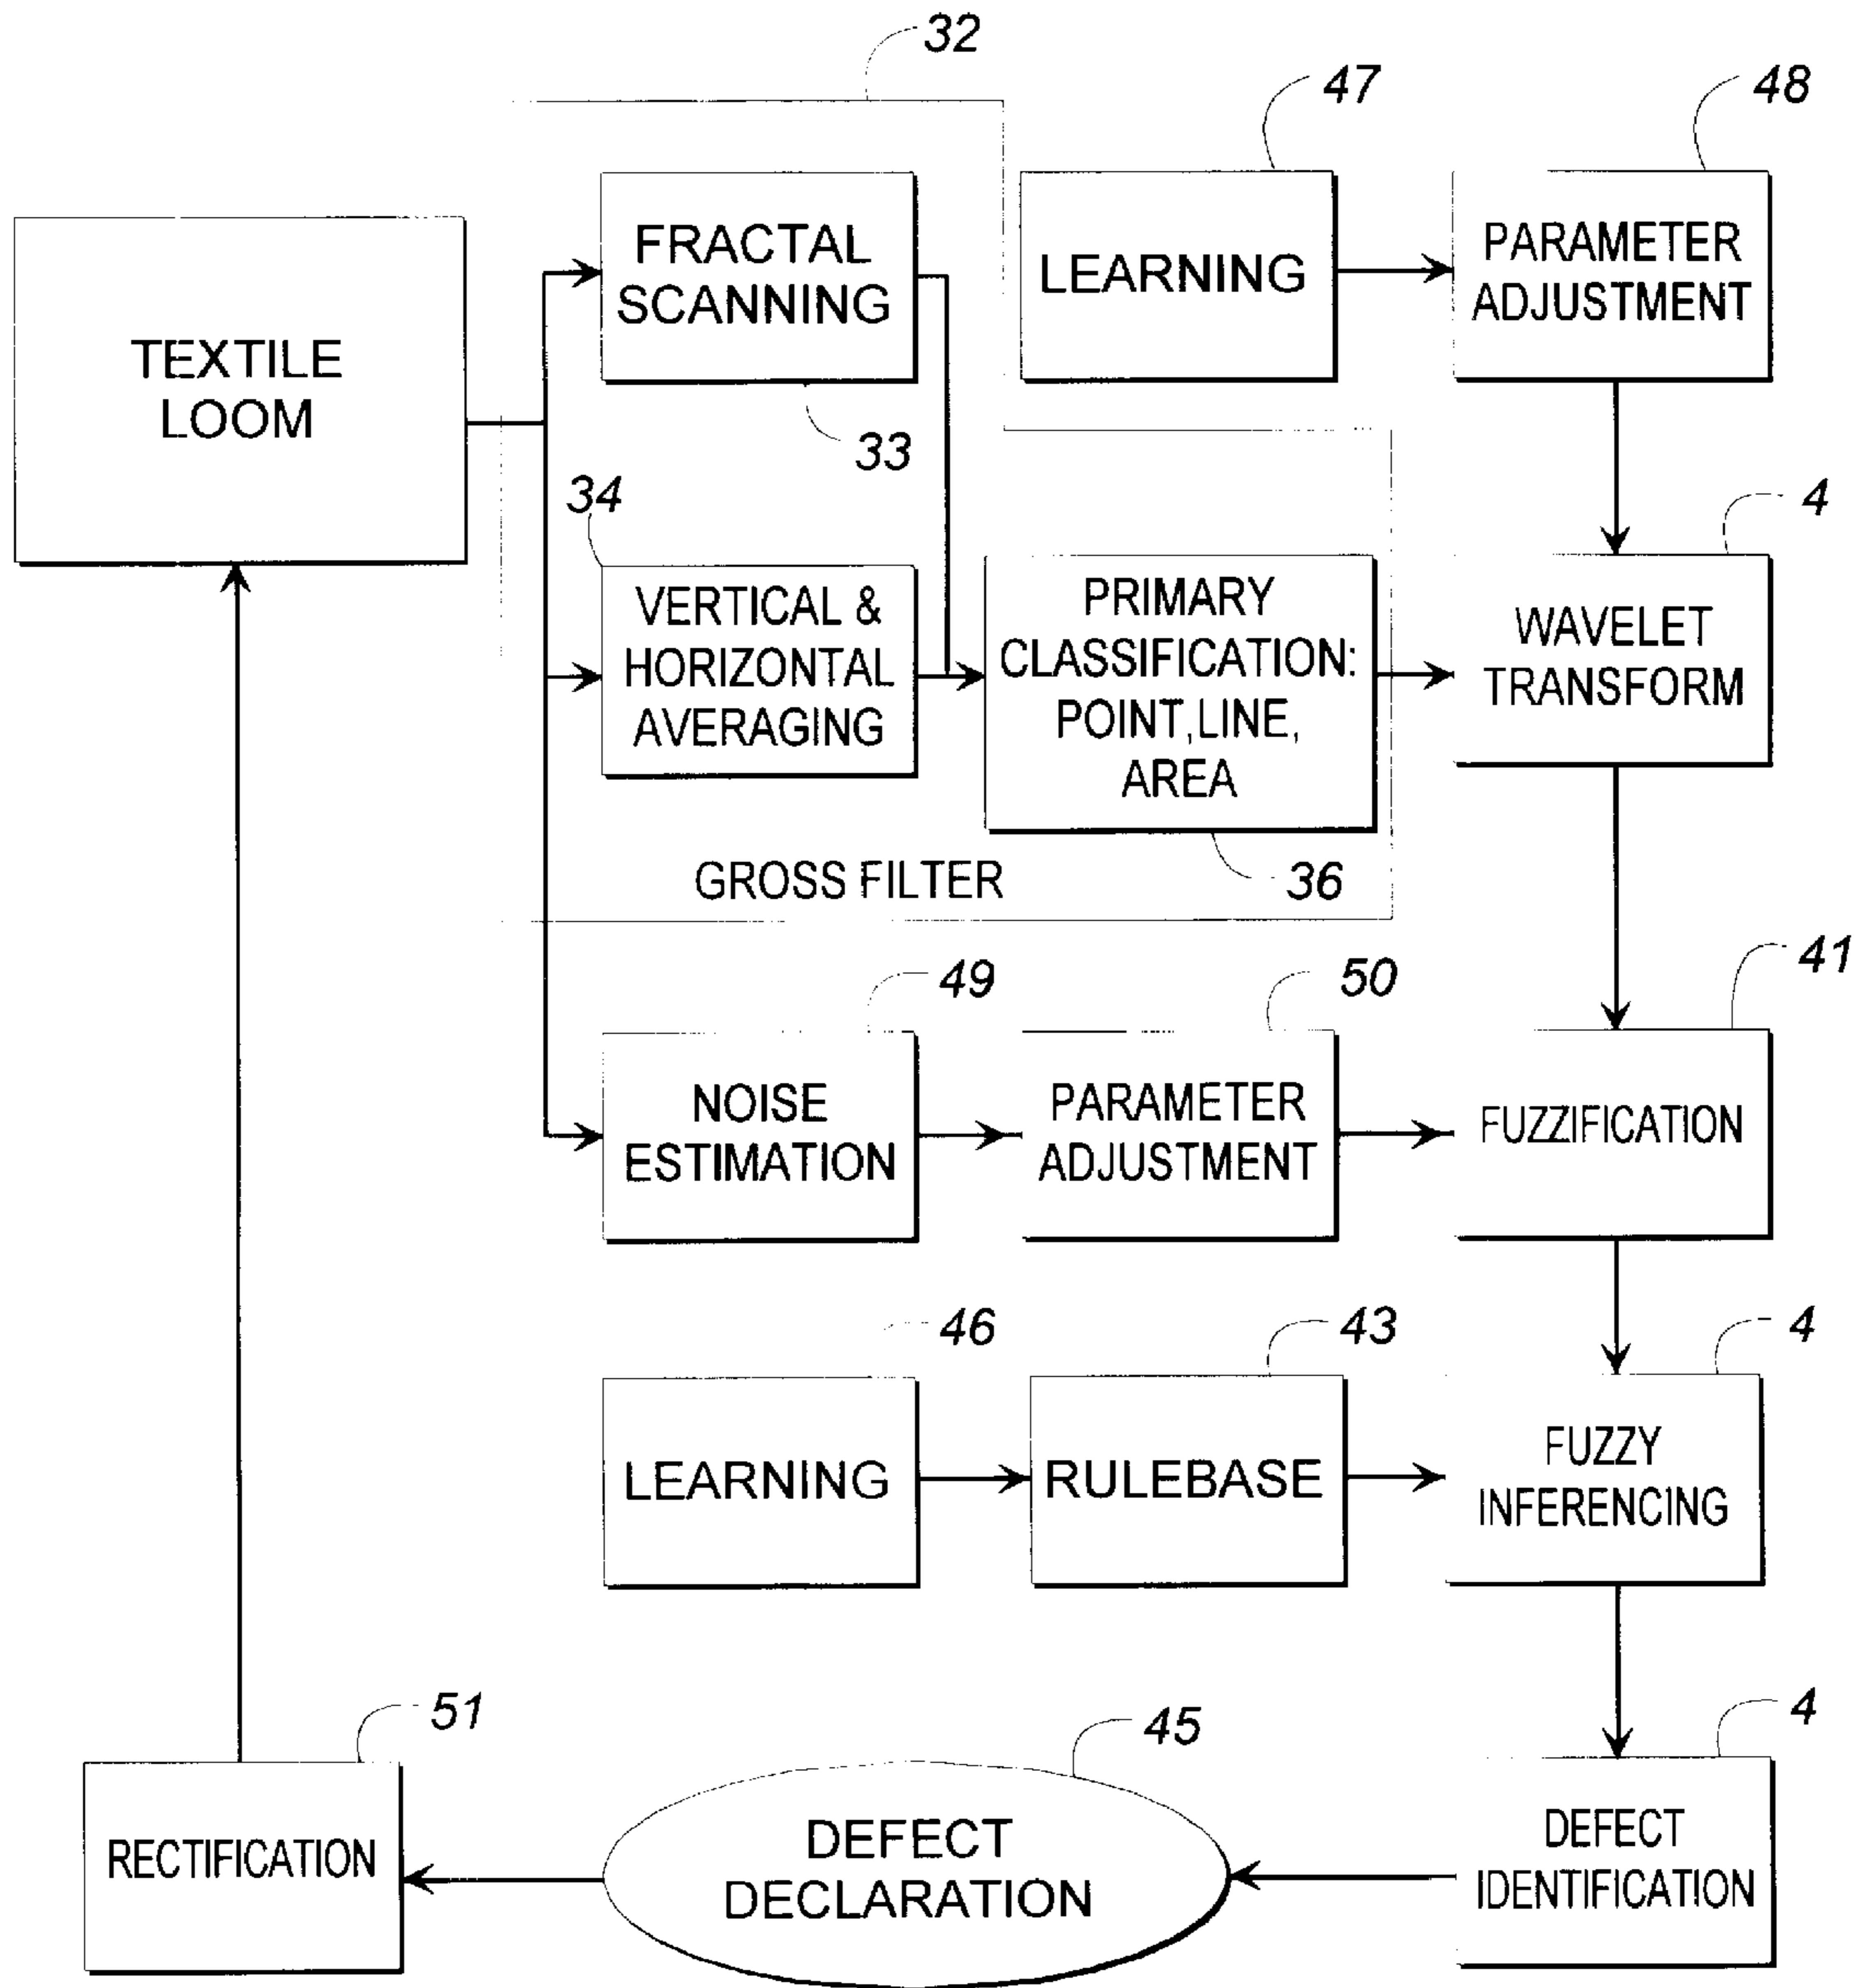 32
47
48
TEXTILE
LOOM
FRACTAL
SCANNING
33
LEARNING
PARAMETER
ADJUSTMENT
34
VERTICAL &
HORIZONTAL
AVERAGING
PRIMARY
CLASSIFICATION:
POINT, LINE,
AREA
36
GROSS FILTER
4
WAVELET
TRANSFORM
49
50
41
NOISE
ESTIMATION
PARAMETER
ADJUSTMENT
FUZZIFICATION
46
43
4
LEARNING
RULEBASE
FUZZY
INFERENCING
51
45
4
RECTIFICATION
DEFECT
DECLARATION
DEFECT
IDENTIFICATION